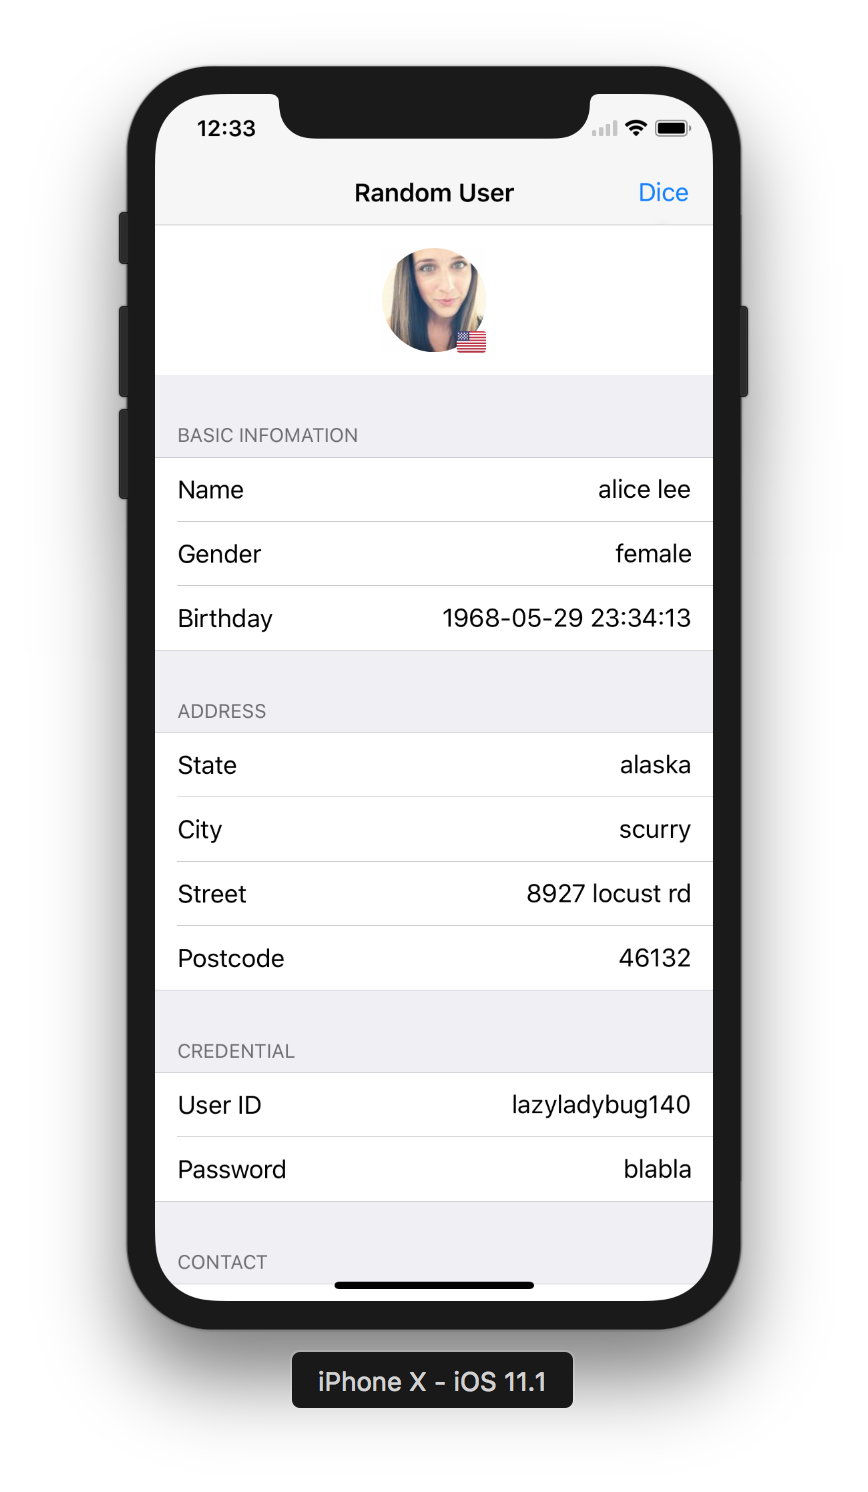 12:33
Random User Dice
BASIC INFOMATION
Name alice lee
Gender female
Birthday 1968-05-29 23:34:13
ADDRESS
State alaska
City scurry
Street 8927 locust rd
Postcode 46132
CREDENTIAL
User ID lazyladybug140
Password blabla
CONTACT
iPhone X - iOS 11.1